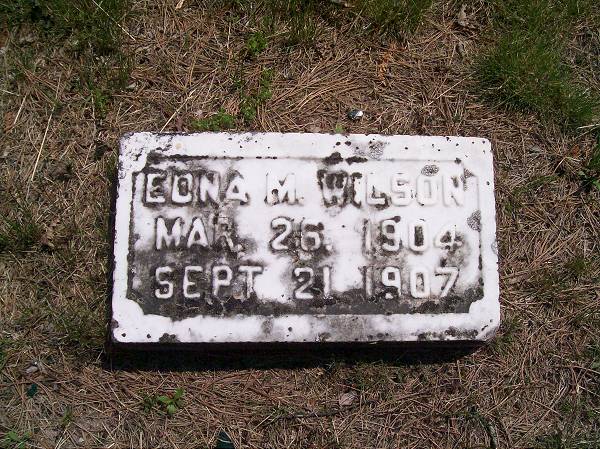 EDNA M. WILSON
MAR. 26. 1904
SEPT 21 1907